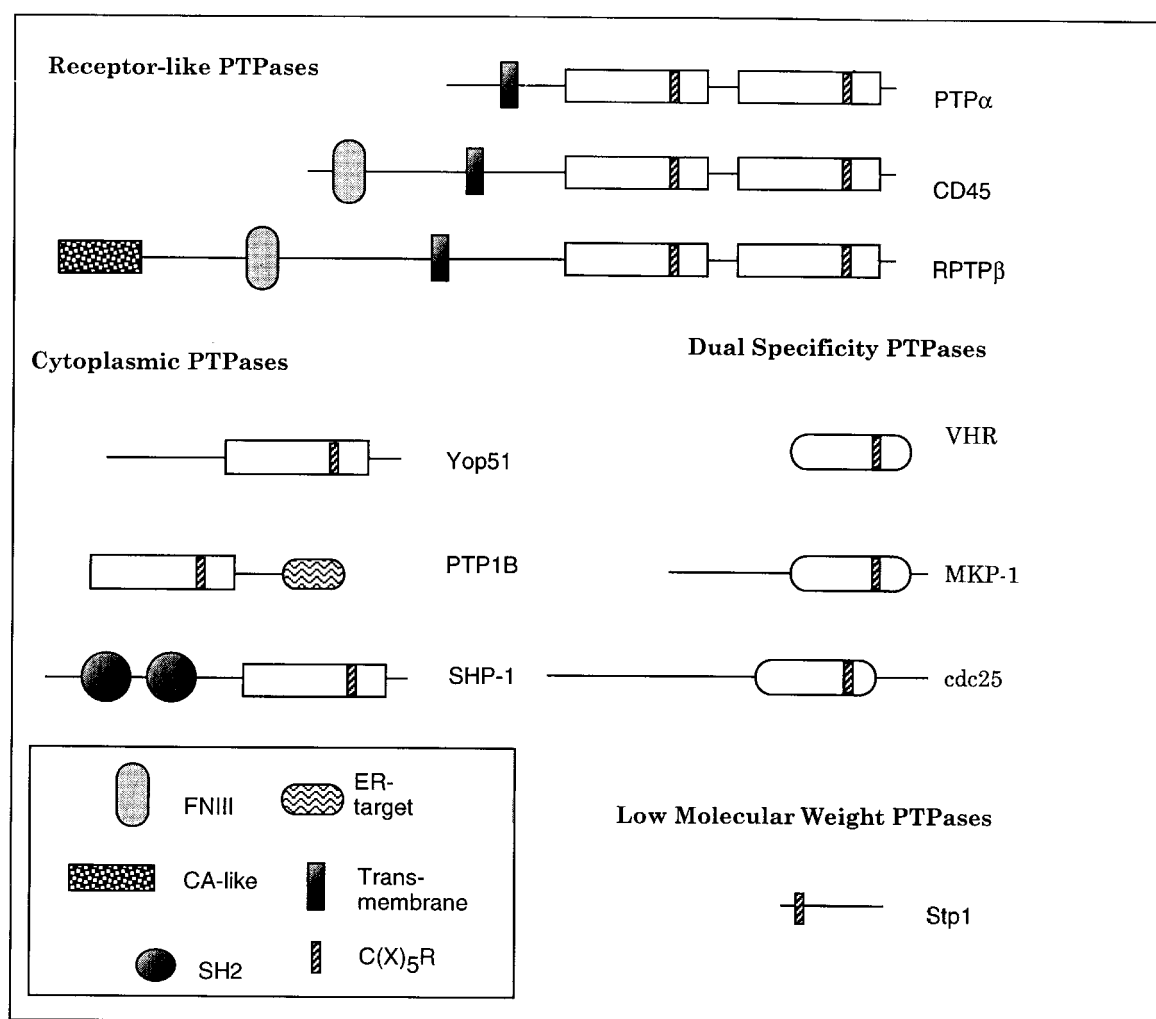 Receptor-like PTPases
PTPα
CD45
RPTPβ
Cytoplasmic PTPases
Yop51
PTP1B
SHP-1
Dual Specificity PTPases
VHR
MKP-1
cdc25
Low Molecular Weight PTPases
Stp1
FNIII
ER-
target
CA-like
Trans-
membrane
SH2
C(X)5R